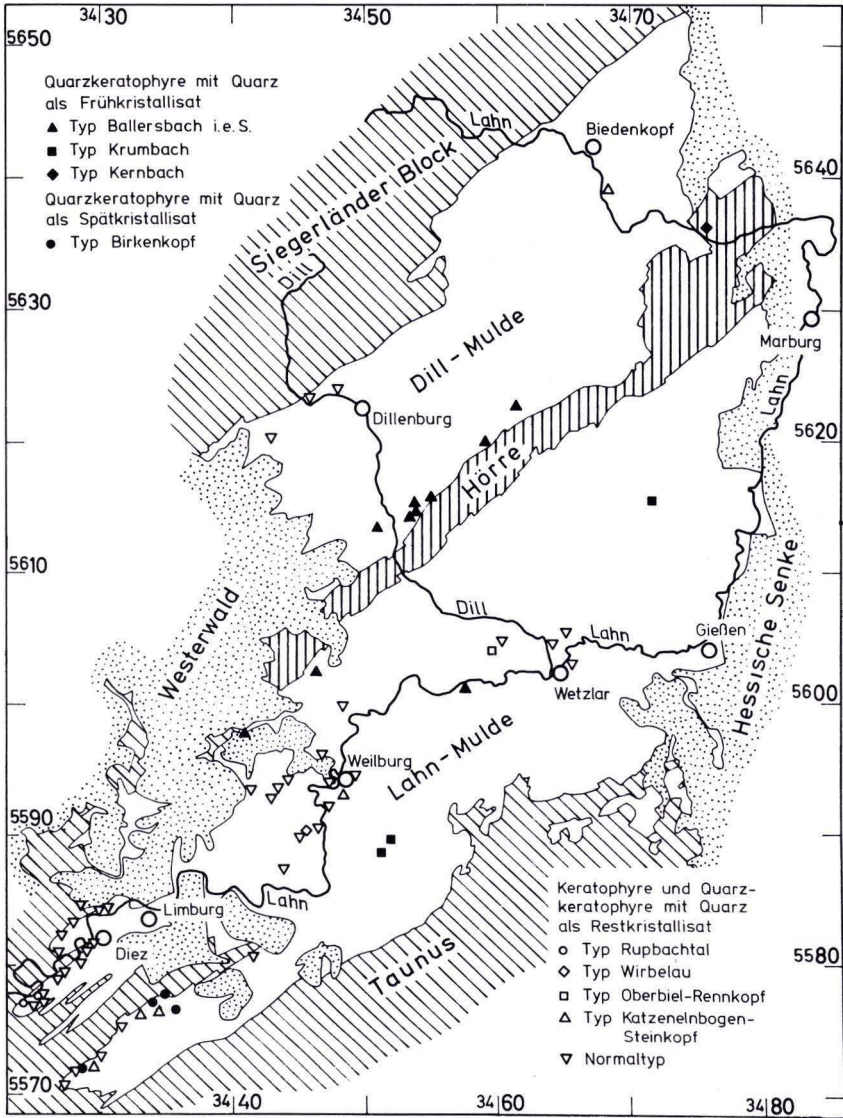 34 30
34 50
34 70
5650
Quarzkeratophyre mit Quarz
als Frühkristallisat
Typ Ballersbach i.e.S.
Typ Krumbach
Typ Kernbach
Quarzkeratophyre mit Quarz
als Spätkristallisat
Typ Birkenkopf
Lahn
Biedenkopf
5640
Siegerländer Block
Dill
5630
Marburg
Dill-Mulde
Lahn
Dillenburg
5620
Hörre
5610
Westerwald
Dill
Lahn
Gießen
Hessische Senke
Wetzlar
5600
Weilburg
Lahn-Mulde
5590
Lahn
Limburg
Diez
Taunus
5580
Keratophyre und Quarz-
keratophyre mit Quarz
als Restkristallisat
Typ Rupbachtal
Typ Wirbelau
Typ Oberbiel-Rennkopf
Typ Katzenelnbogen-
Steinkopf
Normaltyp
5570
34 40
34 60
34 80